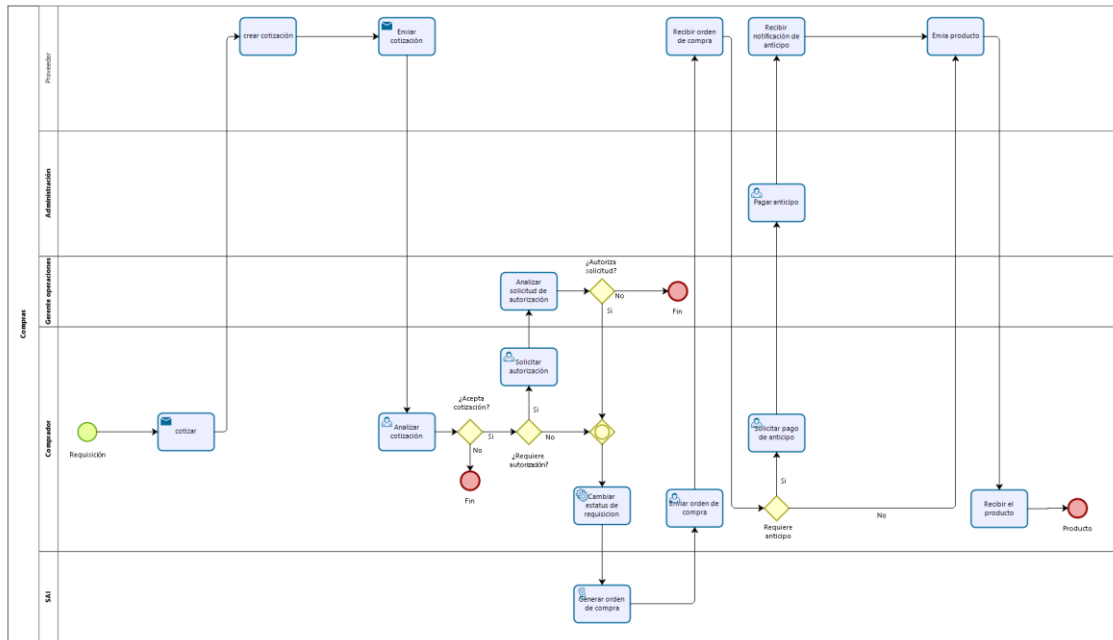 Compras
Proveedor
crear cotización
Enviar
cotización
Recibir orden
de compra
Recibir
notificación de
anticipo
Envia producto
Administración
Pagar anticipo
Gerente operaciones
Analizar
solicitud de
autorización
¿Autoriza
solicitud?
No
Si
Fin
Comprador
Requisición
cotizar
Analizar
cotización
¿Acepta
cotización?
Si
No
Fin
Solicitar
autorización
Si
No
¿Requiere
autorización?
Cambiar
estatus de
requisicion
Enviar orden de
compra
Solicitar pago
de anticipo
Si
No
Requiere
anticipo
Recibir el
producto
Producto
SAI
Generar orden
de compra